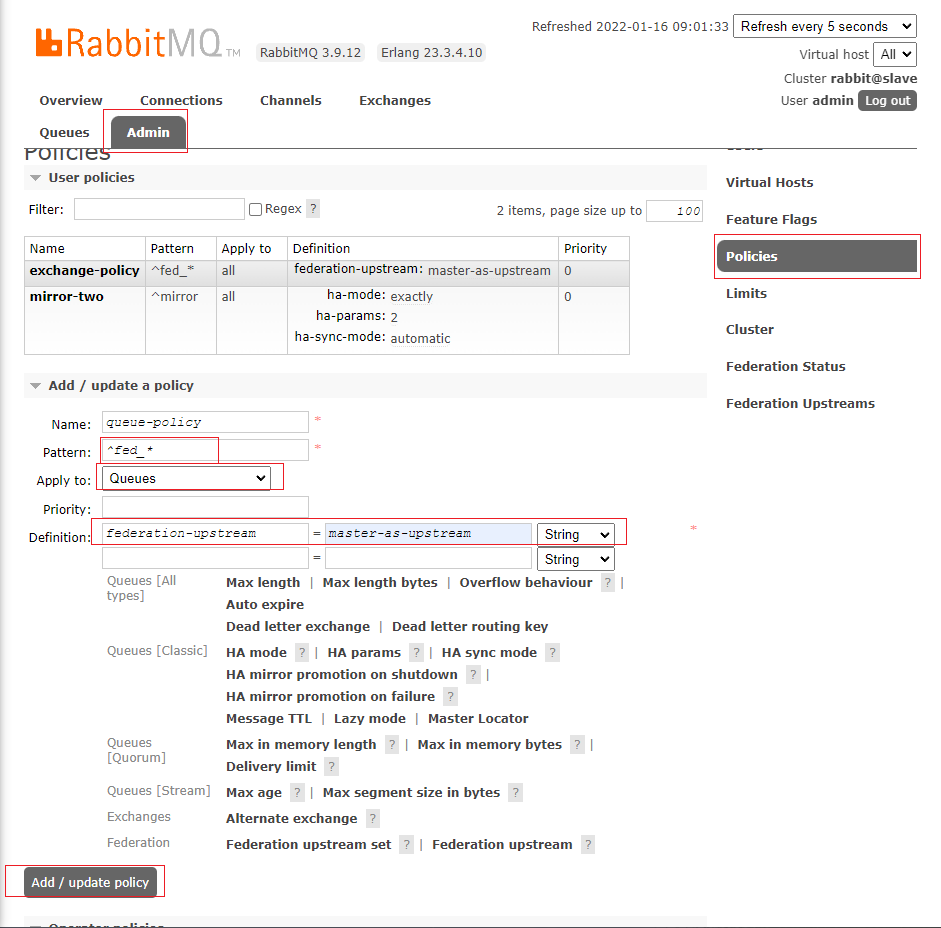 Refreshed 2022-01-16 09:01:33 Refresh every 5 seconds
RabbitMQ TM RabbitMQ 3.9.12 Erlang 23.3.4.10
Virtual host All
Cluster rabbit@slave
User admin Log out
Overview Connections Channels Exchanges
Queues Admin
Policies
Users
Virtual Hosts
Feature Flags
Policies
Limits
Cluster
Federation Status
Federation Upstreams
User policies
Filter: Regex ? 2 items, page size up to 100
Name Pattern Apply to Definition Priority
exchange-policy ^fed_* all federation-upstream: master-as-upstream 0
mirror-two ^mirror all ha-mode: exactly 0
ha-params: 2
ha-sync-mode: automatic
Add / update a policy
Name: queue-policy *
Pattern: ^fed_* *
Apply to: Queues
Priority:
Definition: federation-upstream = master-as-upstream String *
= String
Queues [All types] Max length | Max length bytes | Overflow behaviour ? |
Auto expire
Dead letter exchange | Dead letter routing key
Queues [Classic] HA mode ? | HA params ? | HA sync mode ?
HA mirror promotion on shutdown ? |
HA mirror promotion on failure ?
Message TTL | Lazy mode | Master Locator
Queues [Quorum] Max in memory length ? | Max in memory bytes ? |
Delivery limit ?
Queues [Stream] Max age ? | Max segment size in bytes ?
Exchanges Alternate exchange ?
Federation Federation upstream set ? | Federation upstream ?
Add / update policy
Operator policies